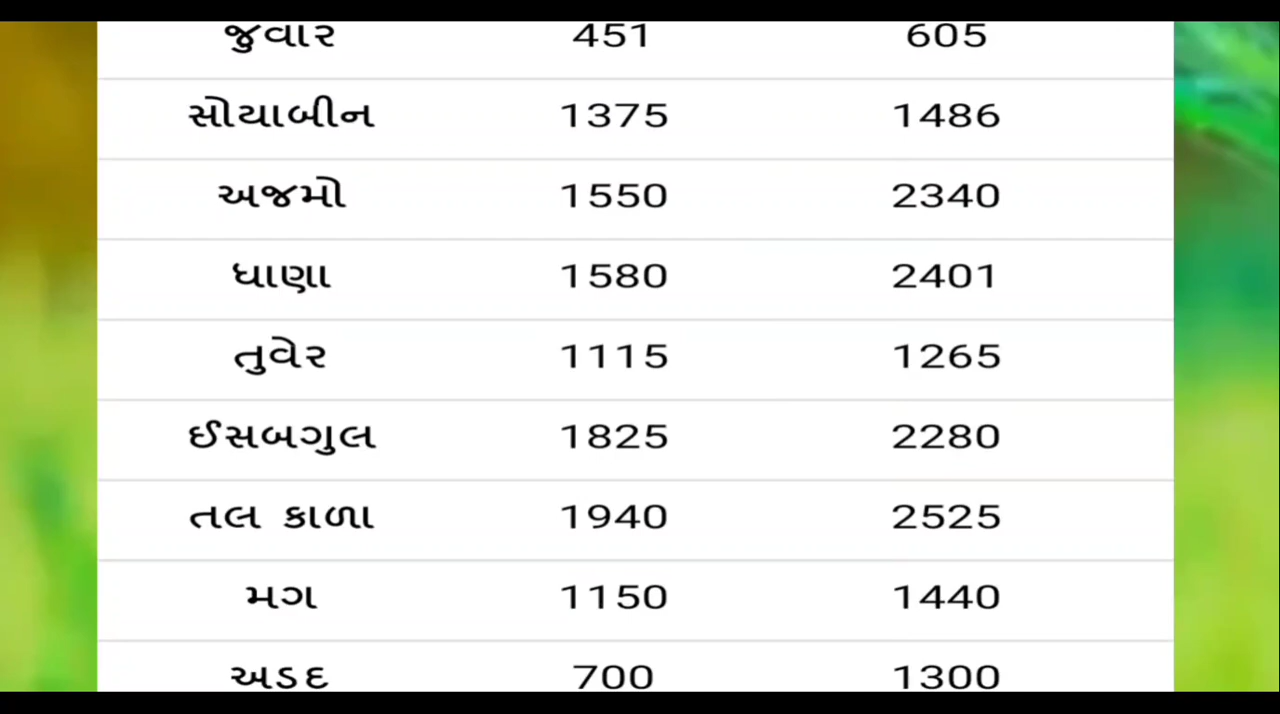 જુવાર 451 605
સોયાબીન 1375 1486
અજમો 1550 2340
ધાણા 1580 2401
તુવેર 1115 1265
ઈસબગુલ 1825 2280
તલ કાળા 1940 2525
મગ 1150 1440
અડદ 700 1300